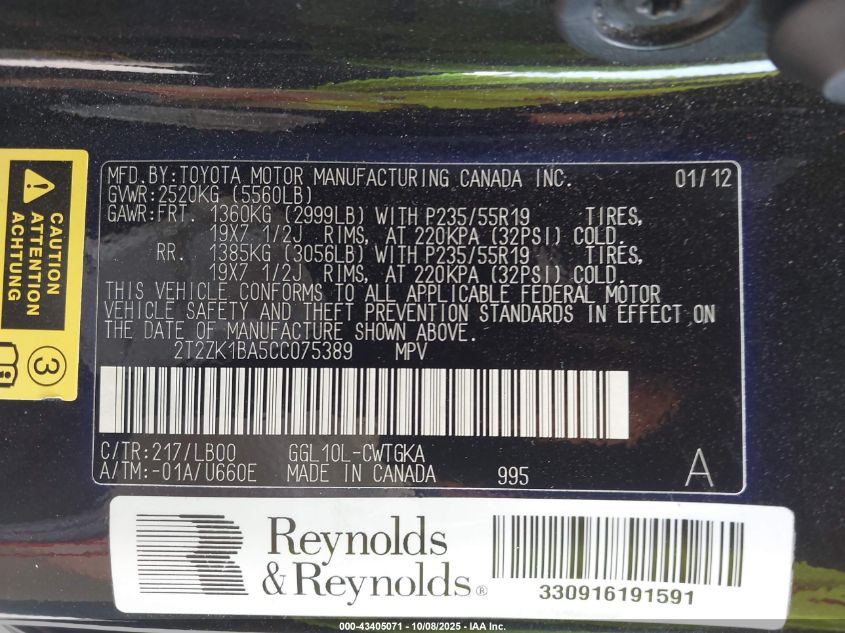 CAUTION
ACHTUNG
3
MFD.BY:TOYOTA MOTOR MANUFACTURING CANADA INC. 01/12
GVWR:2520KG (5560LB)
GAWR:FRT. 1360KG (2999LB) WITH P235/55R19 TIRES,
19X7 1/2J RIMS, AT 220KPA (32PSI) COLD.
RR. 1385KG (3056LB) WITH P235/55R19 TIRES,
19X7 1/2J RIMS, AT 220KPA (32PSI) COLD.
THIS VEHICLE CONFORMS TO ALL APPLICABLE FEDERAL MOTOR
VEHICLE SAFETY AND THEFT PREVENTION STANDARDS IN EFFECT ON
THE DATE OF MANUFACTURE SHOWN ABOVE.
2T2ZK1BA5CC075389 MPV
C/TR:217/LB00 GGL10L-CWTGKA
A/TM:-01A/U660E MADE IN CANADA 995 A
Reynolds
&Reynolds®
330916191591
000-43405071 - 10/08/2025 - IAA Inc.